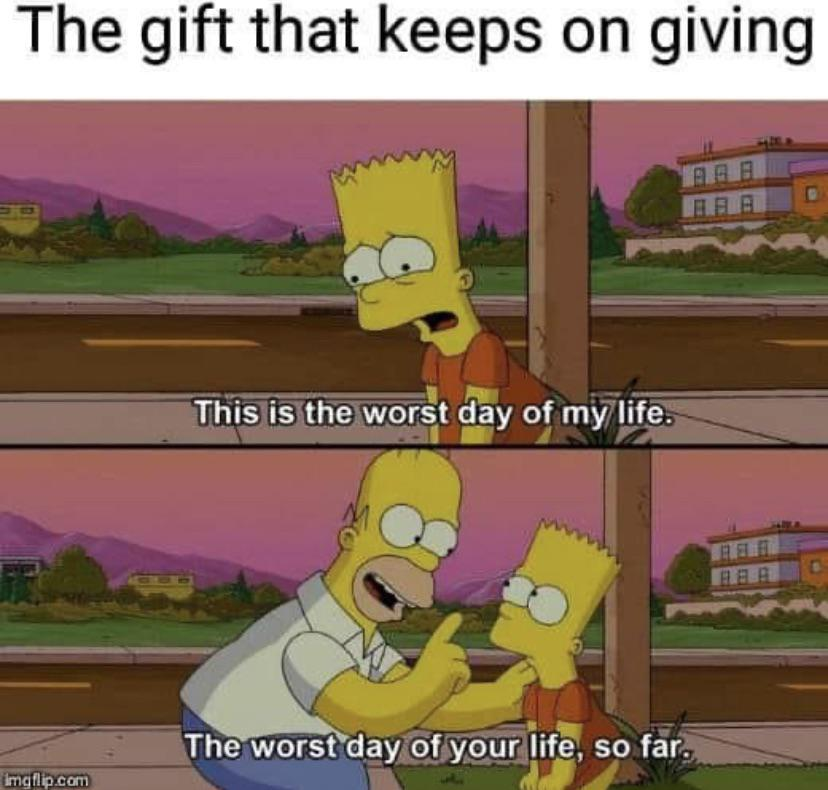 The gift that keeps on giving
This is the worst day of my life.
The worst day of your life, so far.
imgflip.com